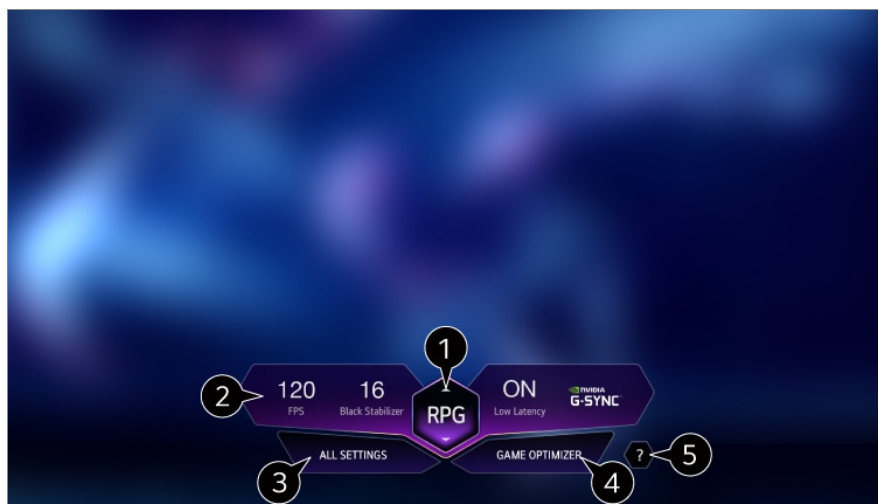 1
2
120
FPS
16
Black Stabilizer
RPG
ON
Low Latency
NVIDIA
G-SYNC
ALL SETTINGS
GAME OPTIMIZER
?
5
3
4